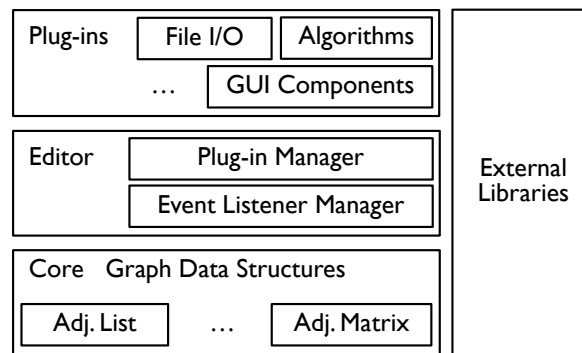 Plug-ins File I/O Algorithms
… GUI Components
Editor Plug-in Manager
Event Listener Manager
Core Graph Data Structures
Adj. List … Adj. Matrix
External
Libraries